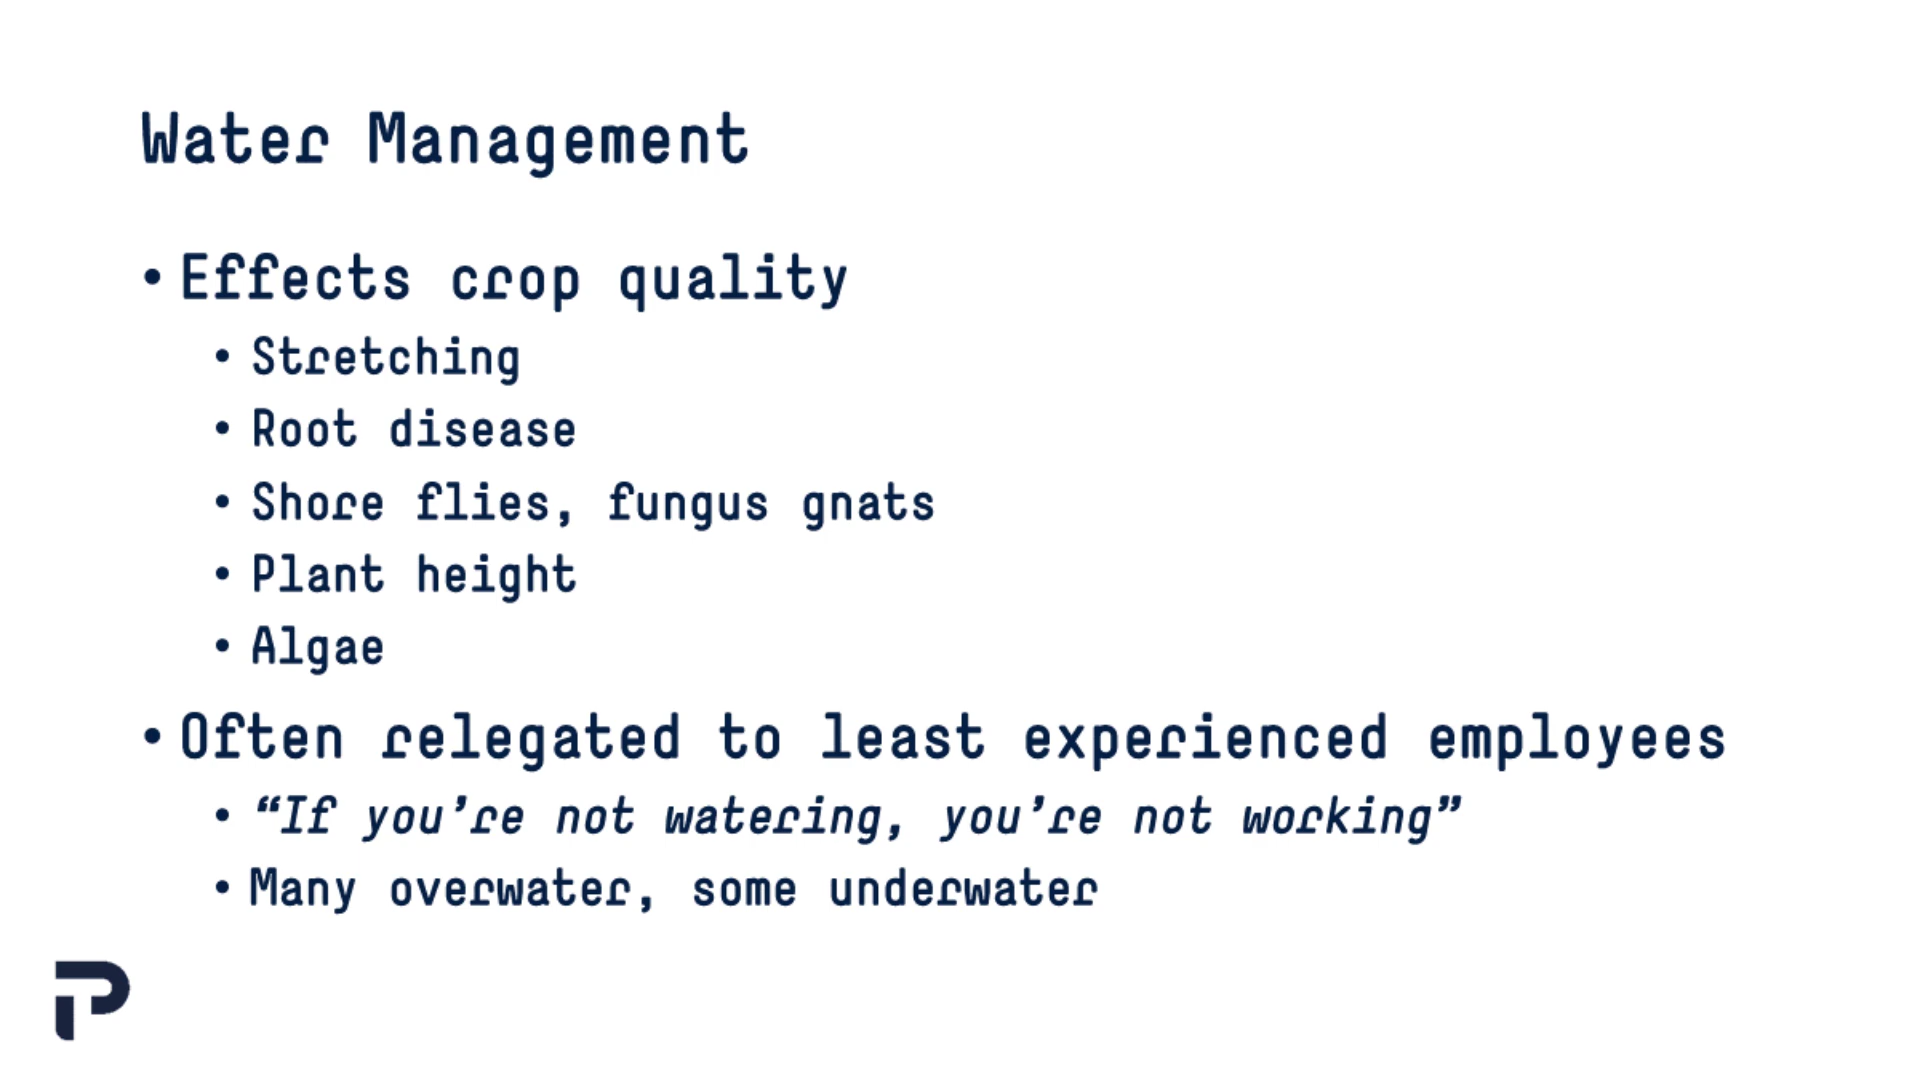 Water Management
• Effects crop quality
• Stretching
• Root disease
• Shore flies, fungus gnats
• Plant height
• Algae
• Often relegated to least experienced employees
• “If you’re not watering, you’re not working”
• Many overwater, some underwater
P